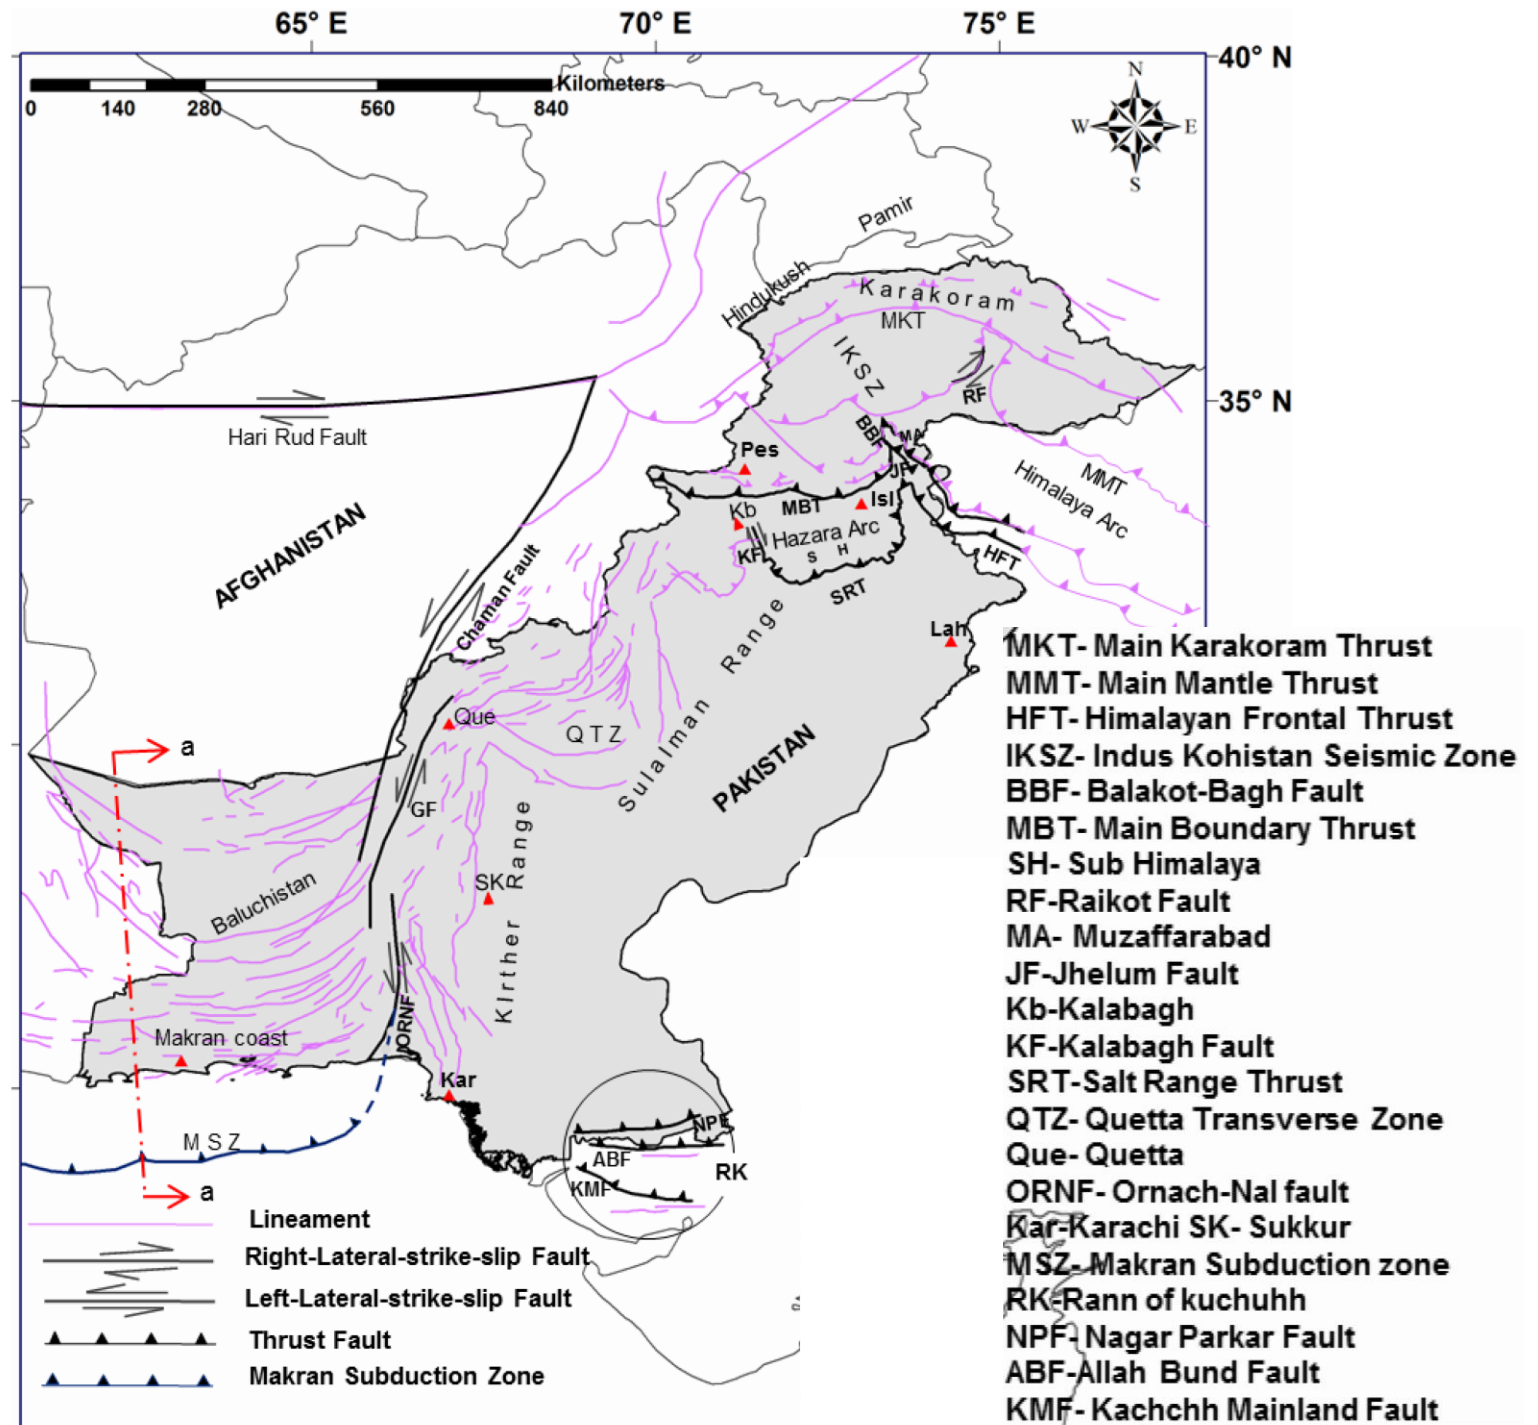 65° E 70° E 75° E
40° N
Kilometers
0 140 280 560 840
N
W E
S
Pamir
Hindukush
Karakoram
MKT
IKSZ
35° N
RF
Hari Rud Fault
BBF
MA
MMT
Himalaya Arc
Pes
JF
Isl
MBT
Kb
Hazara Arc
KF
S H
HFT
SRT
AFGHANISTAN
Chaman Fault
Lah
Que
QTZ
Sulalman Range
PAKISTAN
a
GF
SK
KIrther Range
Baluchistan
ORNF
Makran coast
Kar
MSZ
NPF
ABF
RK
KMF
a
Lineament
Right-Lateral-strike-slip Fault
Left-Lateral-strike-slip Fault
Thrust Fault
Makran Subduction Zone
MKT- Main Karakoram Thrust
MMT- Main Mantle Thrust
HFT- Himalayan Frontal Thrust
IKSZ- Indus Kohistan Seismic Zone
BBF- Balakot-Bagh Fault
MBT- Main Boundary Thrust
SH- Sub Himalaya
RF-Raikot Fault
MA- Muzaffarabad
JF-Jhelum Fault
Kb-Kalabagh
KF-Kalabagh Fault
SRT-Salt Range Thrust
QTZ- Quetta Transverse Zone
Que- Quetta
ORNF- Ornach-Nal fault
Kar-Karachi SK- Sukkur
MSZ- Makran Subduction zone
RK-Rann of kuchuhh
NPF- Nagar Parkar Fault
ABF-Allah Bund Fault
KMF- Kachchh Mainland Fault